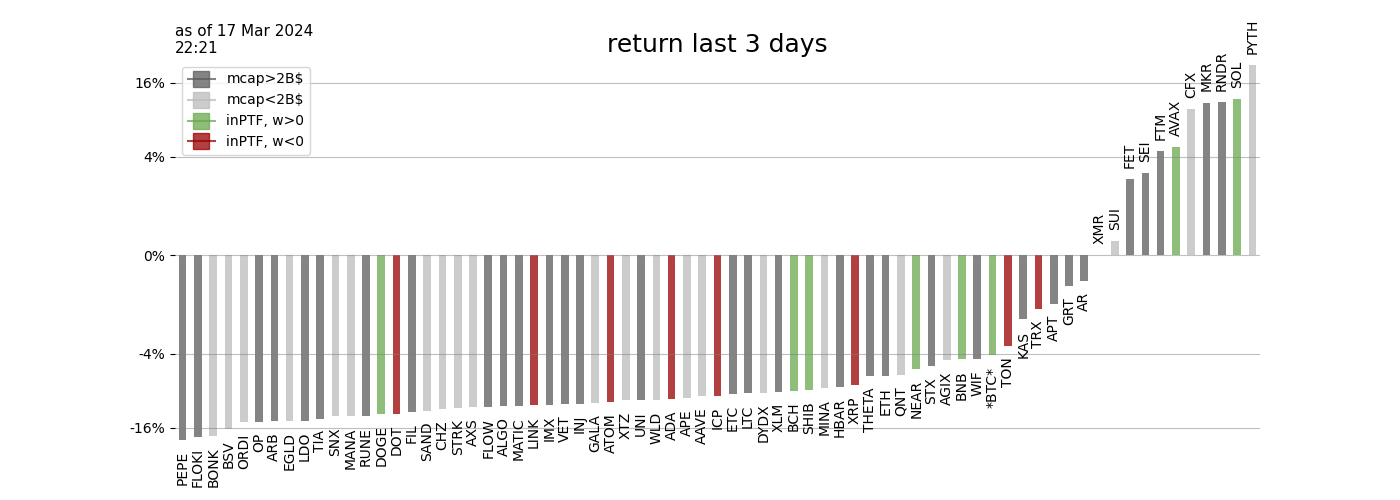 as of 17 Mar 2024
22:21
return last 3 days
mcap>2B$
mcap<2B$
inPTF, w>0
inPTF, w<0
16%
4%
0%
-4%
-16%
PEPE
FLOKI
BONK
BSV
ORDI
OP
ARB
EGLD
LDO
TIA
SNX
MANA
RUNE
DOGE
DOT
FIL
SAND
CHZ
STRK
AXS
FLOW
ALGO
MATIC
LINK
IMX
VET
INJ
GALA
ATOM
XTZ
UNI
WLD
ADA
APE
AAVE
ICP
ETC
LTC
DYDX
XLM
BCH
SHIB
MINA
HBAR
XRP
THETA
ETH
QNT
NEAR
STX
AGIX
BNB
WIF
*BTC*
TON
KAS
TRX
APT
GRT
AR
XMR
SUI
FET
SEI
FTM
AVAX
CFX
MKR
RNDR
SOL
PYTH